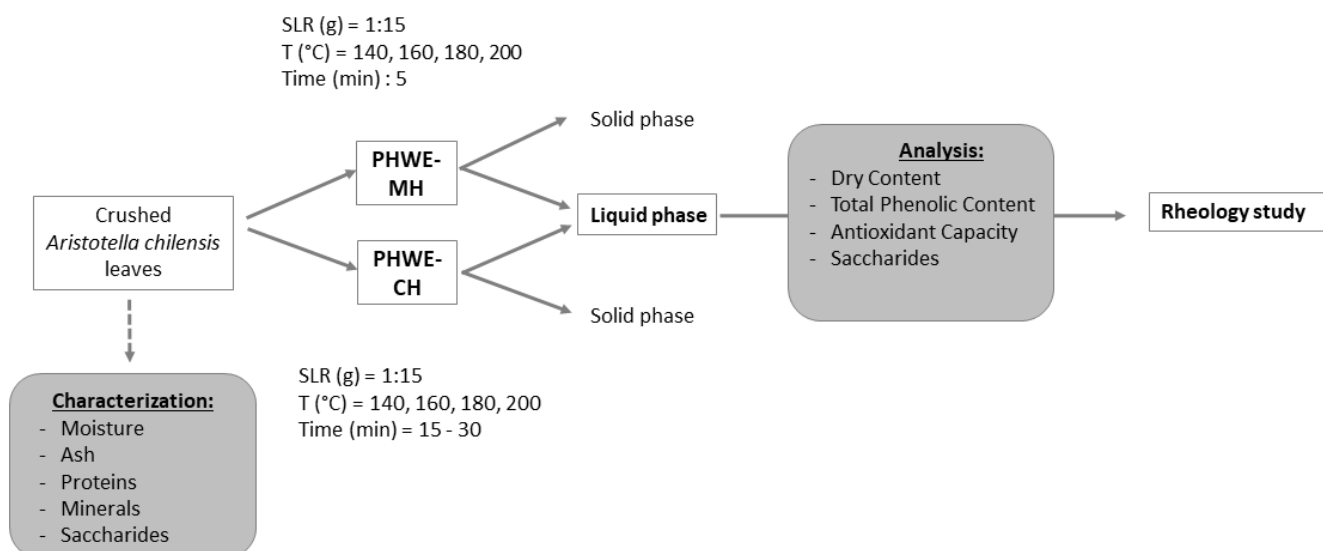 SLR (g) = 1:15
T (°C) = 140, 160, 180, 200
Time (min) : 5
Crushed
Aristotella chilensis
leaves
PHWE-
MH
PHWE-
CH
Solid phase
Liquid phase
Solid phase
Analysis:
- Dry Content
- Total Phenolic Content
- Antioxidant Capacity
- Saccharides
Rheology study
SLR (g) = 1:15
T (°C) = 140, 160, 180, 200
Time (min) = 15 - 30
Characterization:
- Moisture
- Ash
- Proteins
- Minerals
- Saccharides